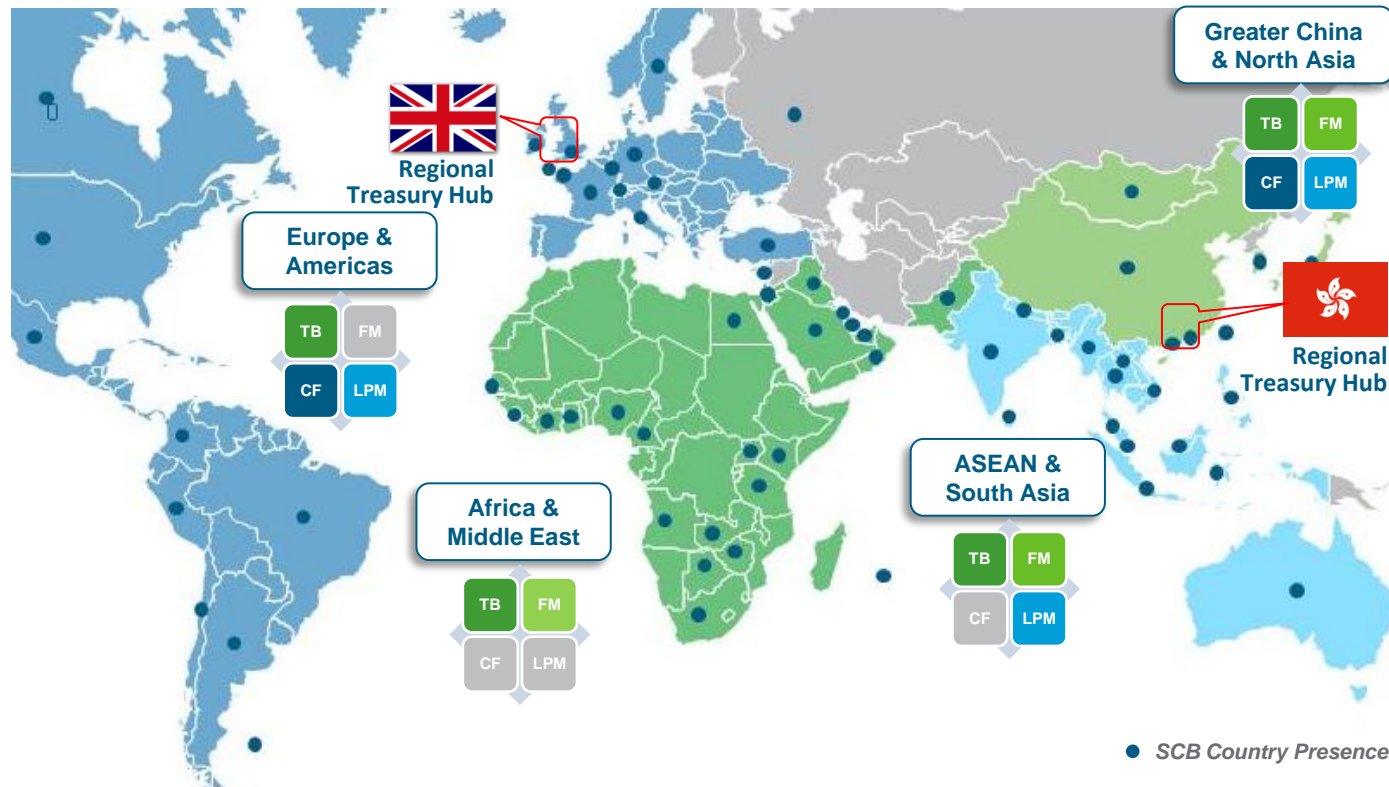 Greater China
& North Asia
TB
FM
CF
LPM
Regional
Treasury Hub
Europe &
Americas
TB
FM
CF
LPM
Regional
Treasury Hub
Africa &
Middle East
TB
FM
CF
LPM
ASEAN &
South Asia
TB
FM
CF
LPM
SCB Country Presence